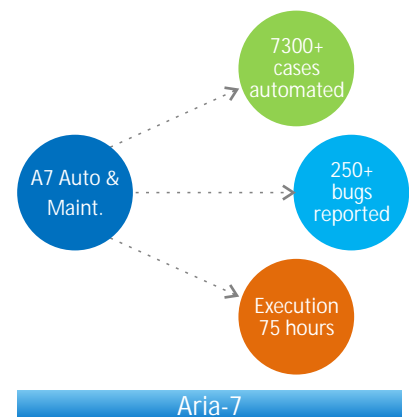 7300+
cases
automated
A7 Auto &
Maint.
250+
bugs
reported
Execution
75 hours
Aria-7